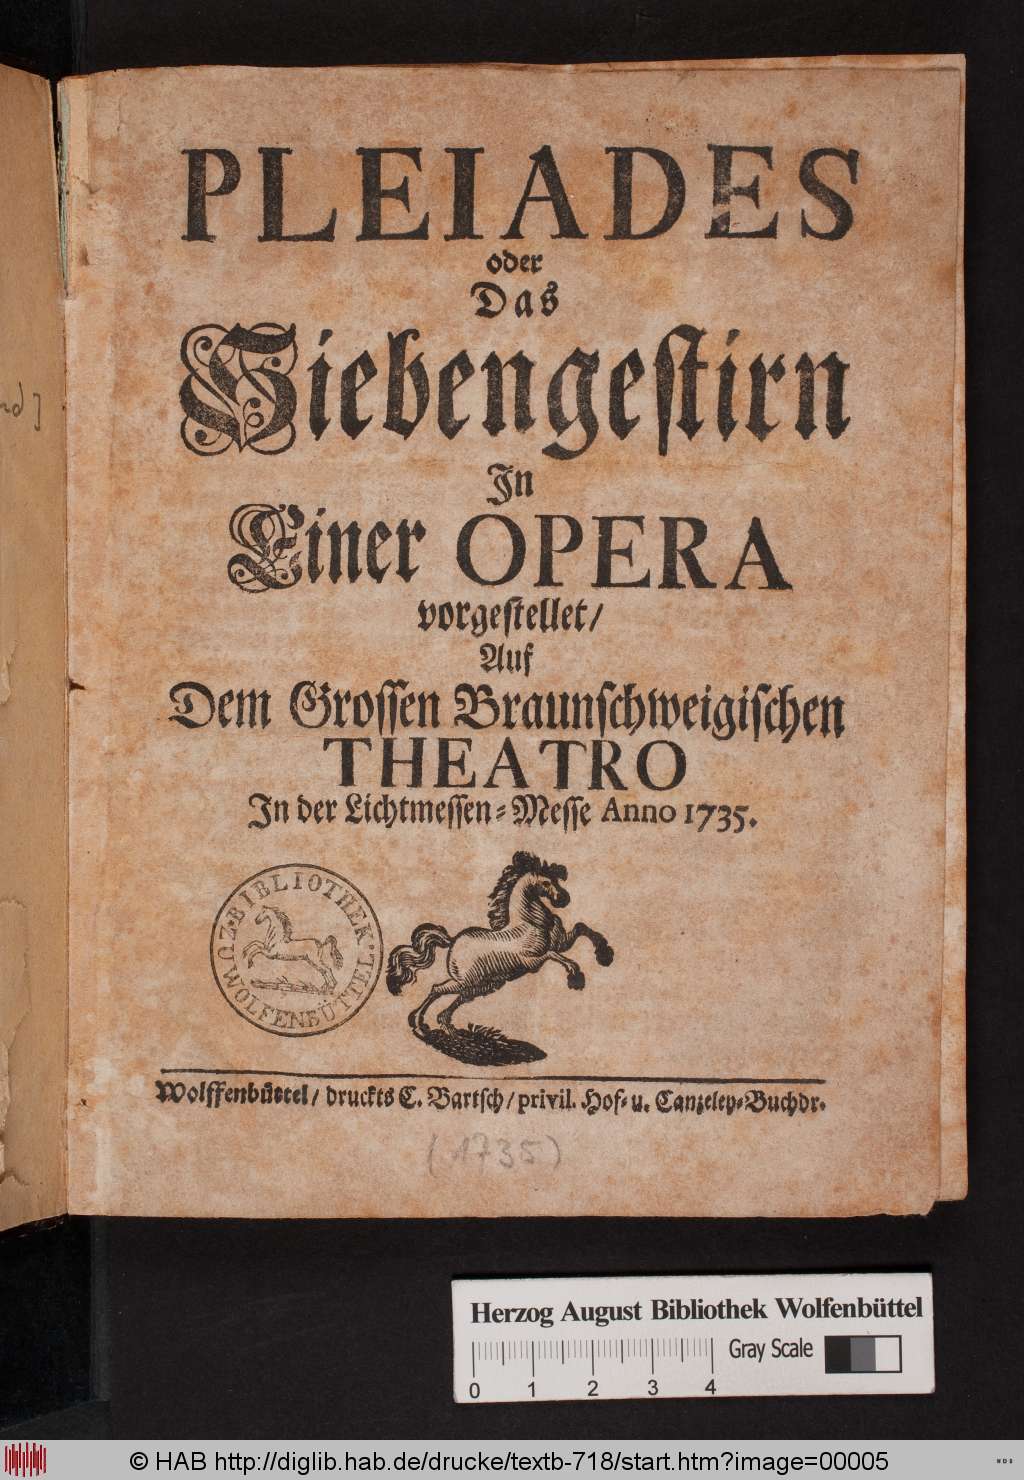 PLEIADES
oder
Das
Siebengestirn
In
Einer OPERA
vorgestellet/
Auf
Dem Grossen Braunschweigischen
THEATRO
In der Lichtmessen-Messe Anno 1735.
BIBLIOTHEK
ZU WOLFENBÜTTEL
Wolffenbüttel/ druckts C. Bartsch/ privil. Hof- u. Canzeley-Buchdr.
(1735)
Herzog August Bibliothek Wolfenbüttel
Gray Scale
0 1 2 3 4
© HAB http://diglib.hab.de/drucke/textb-718/start.htm?image=00005